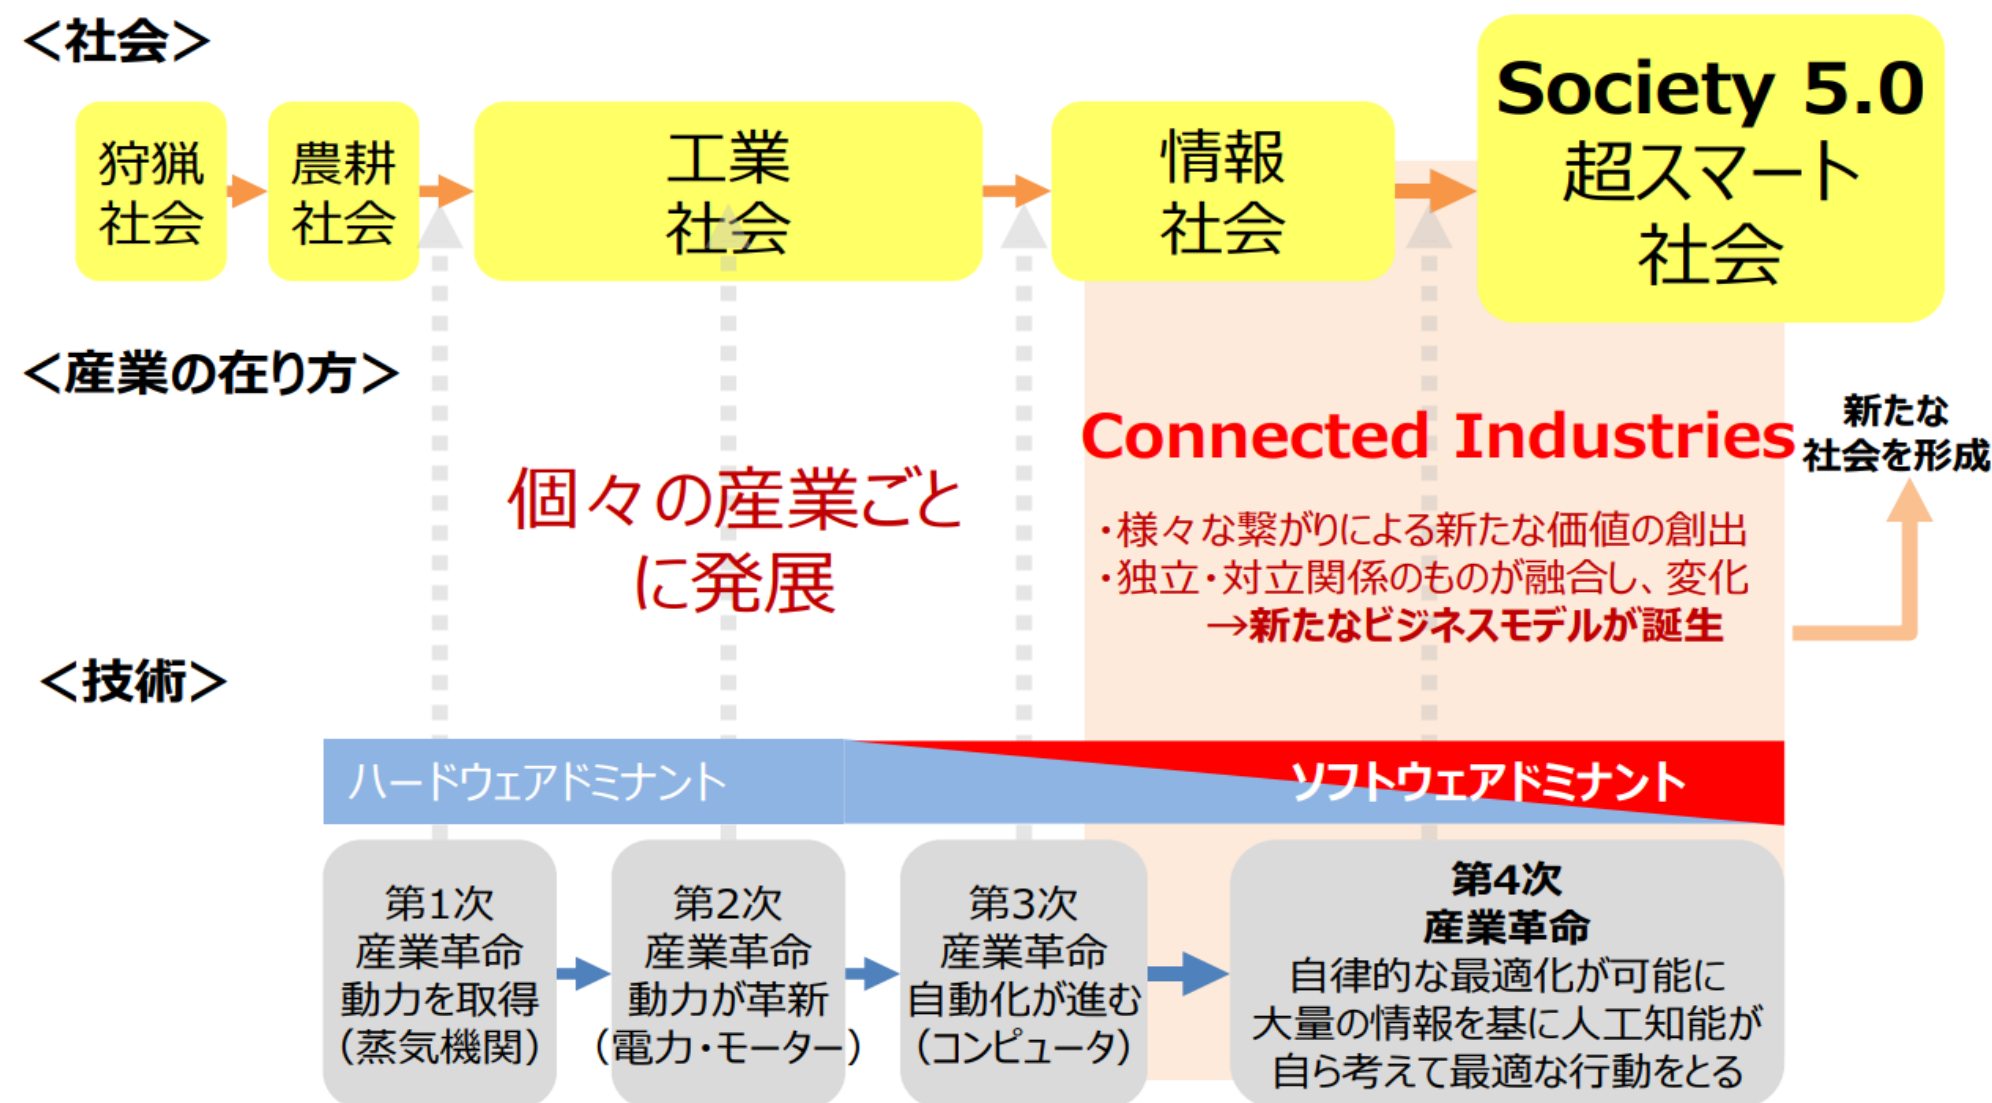 ＜社会＞
狩猟
社会
農耕
社会
工業
社会
情報
社会
Society 5.0
超スマート
社会
＜産業の在り方＞
個々の産業ごと
に発展
Connected Industries
・様々な繋がりによる新たな価値の創出
・独立・対立関係のものが融合し、変化
→新たなビジネスモデルが誕生
新たな
社会を形成
＜技術＞
ハードウェアドミナント
ソフトウェアドミナント
第1次
産業革命
動力を取得
（蒸気機関）
第2次
産業革命
動力が革新
（電力・モーター）
第3次
産業革命
自動化が進む
（コンピュータ）
第4次
産業革命
自律的な最適化が可能に
大量の情報を基に人工知能が
自ら考えて最適な行動をとる